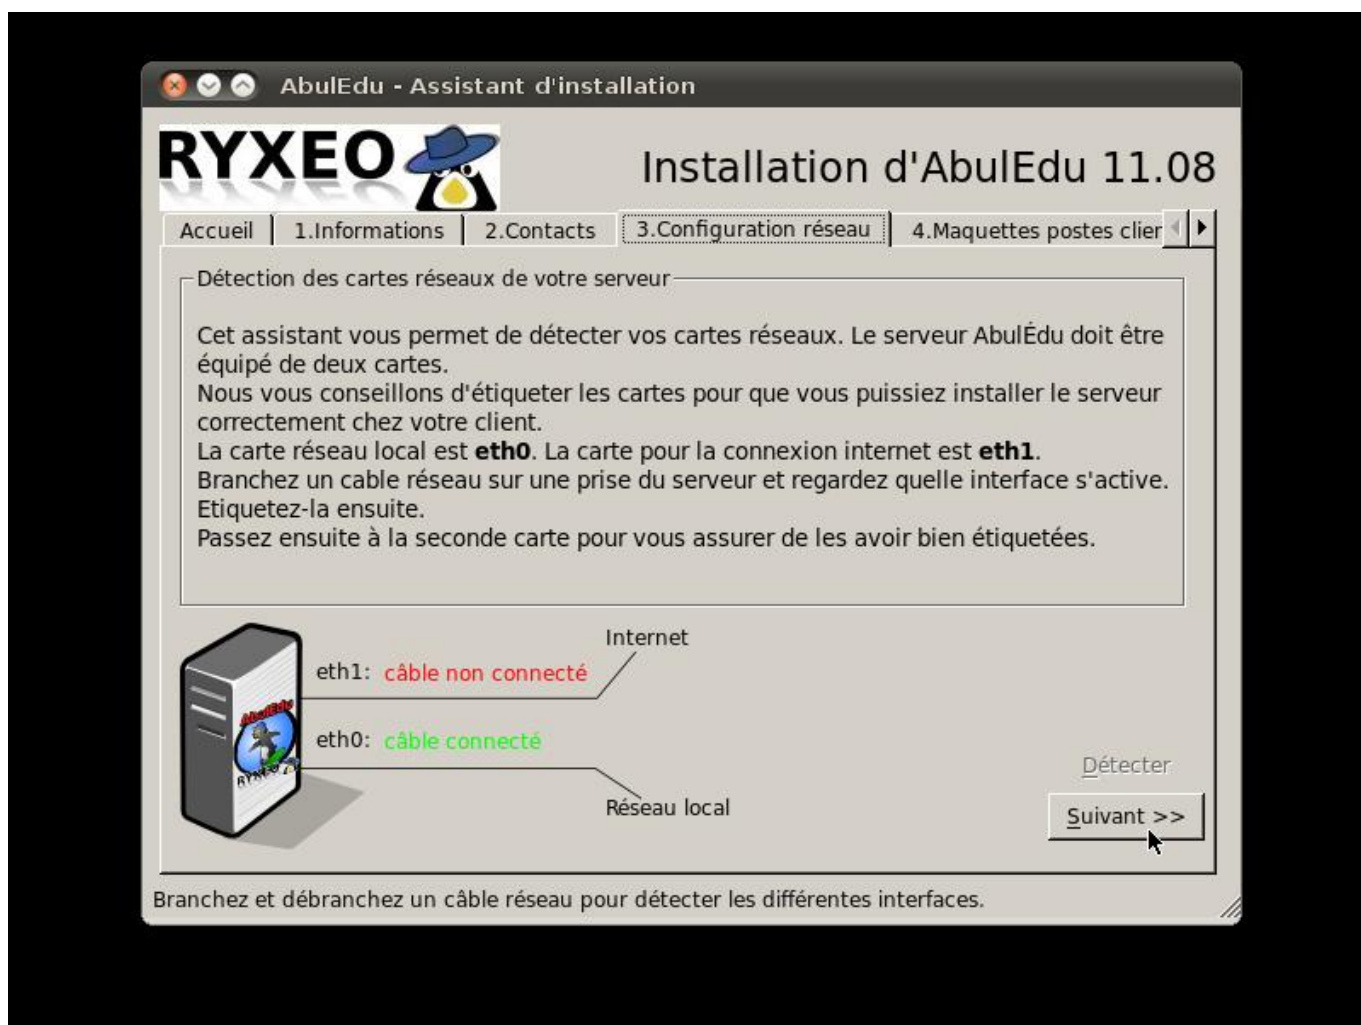 AbulEdu - Assistant d'installation
RYXEO
Installation d'AbulEdu 11.08
Accueil
1.Informations
2.Contacts
3.Configuration réseau
4.Maquettes postes clier
Détection des cartes réseaux de votre serveur
Cet assistant vous permet de détecter vos cartes réseaux. Le serveur AbulÉdu doit être
équipé de deux cartes.
Nous vous conseillons d'étiqueter les cartes pour que vous puissiez installer le serveur
correctement chez votre client.
La carte réseau local est eth0. La carte pour la connexion internet est eth1.
Branchez un cable réseau sur une prise du serveur et regardez quelle interface s'active.
Etiquetez-la ensuite.
Passez ensuite à la seconde carte pour vous assurer de les avoir bien étiquetées.
Internet
eth1: câble non connecté
AbulEdu
eth0: câble connecté
RYXEO
Détecter
Réseau local
Suivant >>
Branchez et débranchez un câble réseau pour détecter les différentes interfaces.